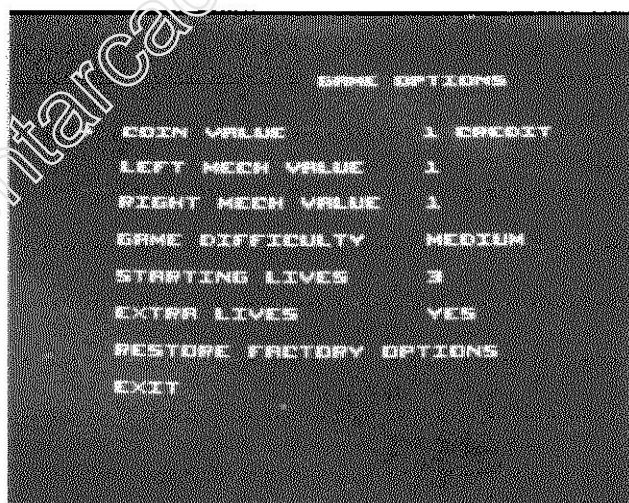 ntarcad
GAME OPTIONS
COIN VALUE 1 CREDIT
LEFT MECH VALUE 1
RIGHT MECH VALUE 1
GAME DIFFICULTY MEDIUM
STARTING LIVES 3
EXTRA LIVES YES
RESTORE FACTORY OPTIONS
EXIT